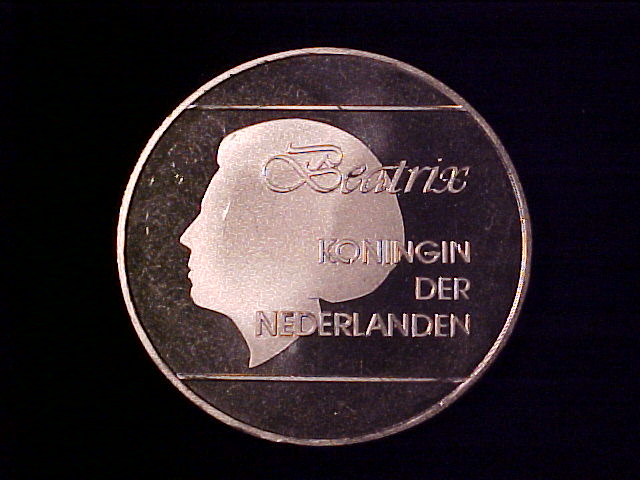 Beatrix
KONINGIN
DER
NEDERLANDEN